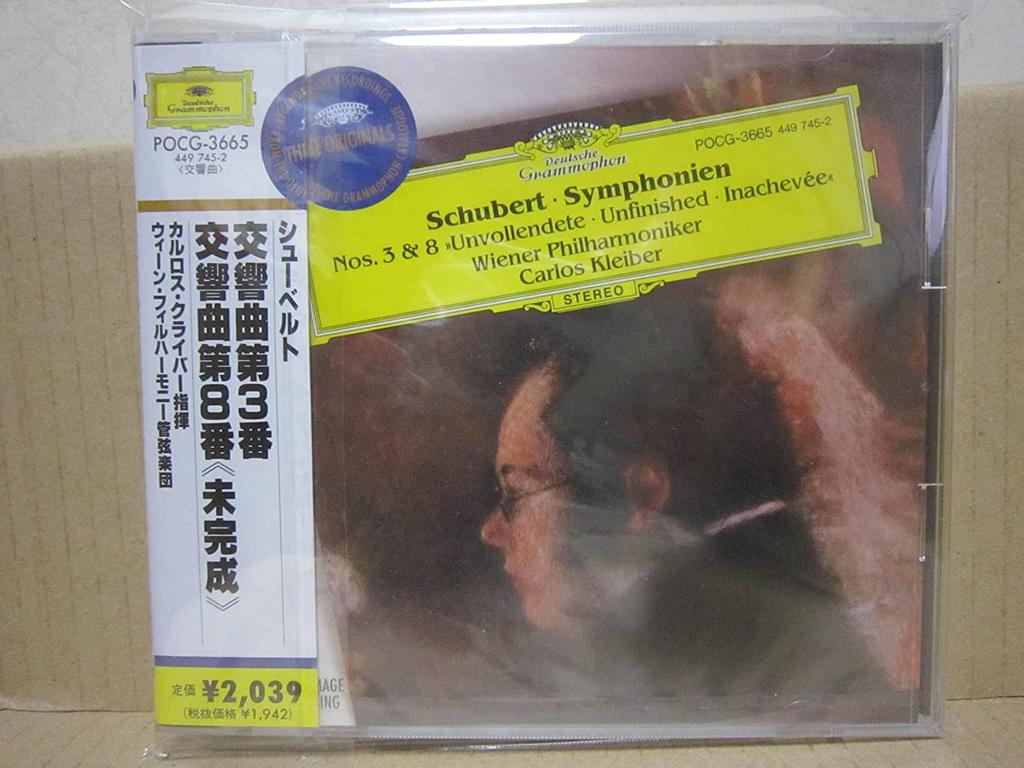 Deutsche
Grammophon
POCG-3665
449 745-2
〈交響曲〉
シューベルト
交響曲第3番
交響曲第8番《未完成》
カルロス・クライバー指揮
ウィーン・フィルハーモニー管弦楽団
定価 ¥2,039
(税抜価格 ¥1,942)
LEGENDARY RECORDINGS
THE ORIGINALS
DEUTSCHE GRAMMOPHON
Deutsche
Grammophon
POCG-3665 449 745-2
Schubert · Symphonien
Nos. 3 & 8 »Unvollendete · Unfinished · Inachevée«
Wiener Philharmoniker
Carlos Kleiber
STEREO